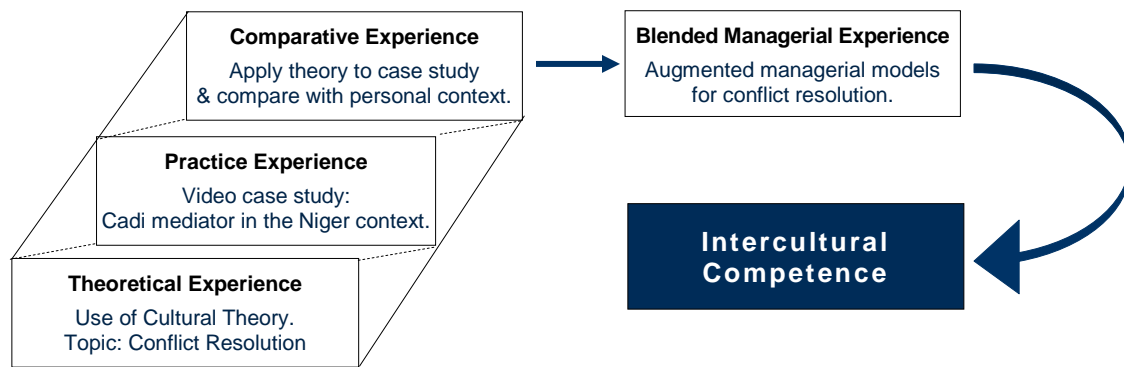 Comparative Experience
Apply theory to case study
& compare with personal context.
Practice Experience
Video case study:
Cadi mediator in the Niger context.
Theoretical Experience
Use of Cultural Theory.
Topic: Conflict Resolution
Blended Managerial Experience
Augmented managerial models
for conflict resolution.
Intercultural
Competence